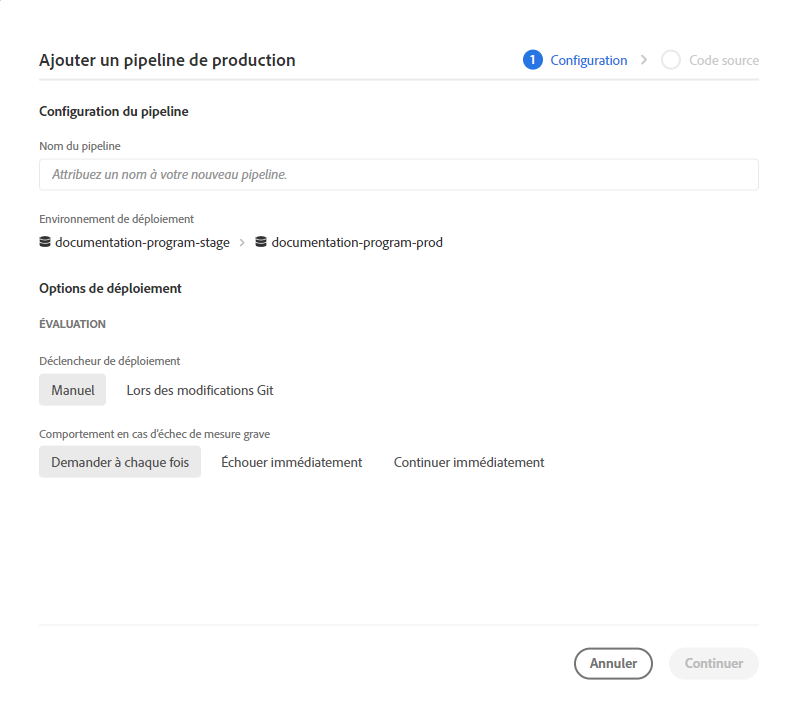 Ajouter un pipeline de production
1 Configuration > Code source
Configuration du pipeline
Nom du pipeline
Attribuez un nom à votre nouveau pipeline.
Environnement de déploiement
documentation-program-stage > documentation-program-prod
Options de déploiement
ÉVALUATION
Déclencheur de déploiement
Manuel Lors des modifications Git
Comportement en cas d'échec de mesure grave
Demander à chaque fois Échouer immédiatement Continuer immédiatement
Annuler Continuer